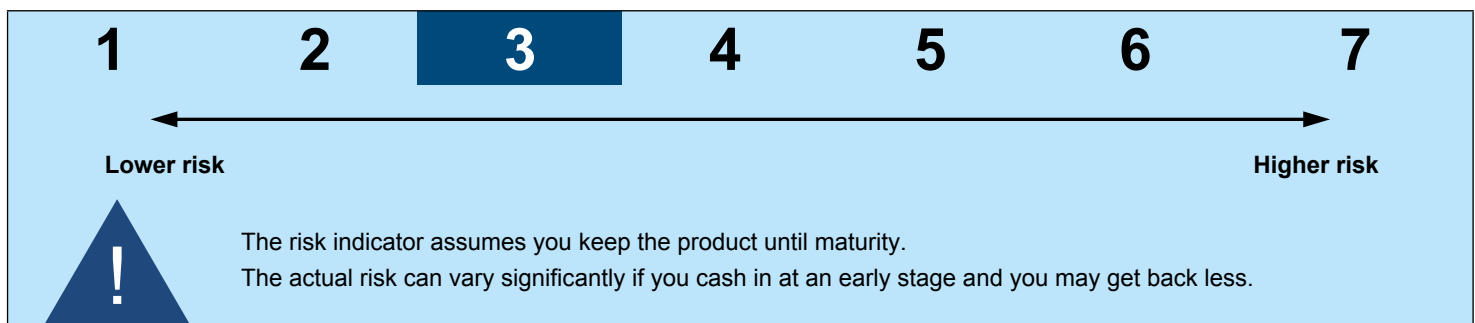 1 2 3 4 5 6 7
Lower risk Higher risk
!
The risk indicator assumes you keep the product until maturity.
The actual risk can vary significantly if you cash in at an early stage and you may get back less.